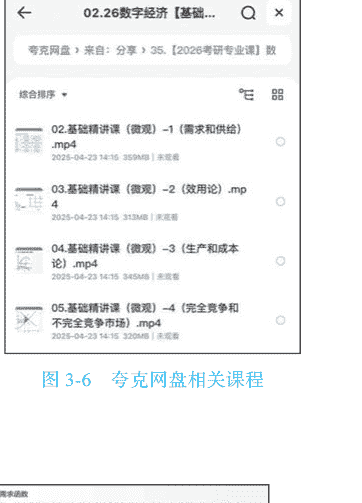 02.26数字经济【基础...
夸克网盘 › 来自：分享 › 35.【2026考研专业课】数
综合排序
02.基础精讲课（微观）-1（需求和供给）
.mp4
2025-04-23 14:15 359MB | 未观看
03.基础精讲课（微观）-2（效用论）.mp
4
2025-04-23 14:15 313MB | 未观看
04.基础精讲课（微观）-3（生产和成本
论）.mp4
2025-04-23 14:15 345MB | 未观看
05.基础精讲课（微观）-4（完全竞争和
不完全竞争市场）.mp4
2025-04-23 14:15 320MB | 未观看
图 3-6 夸克网盘相关课程
需求函数